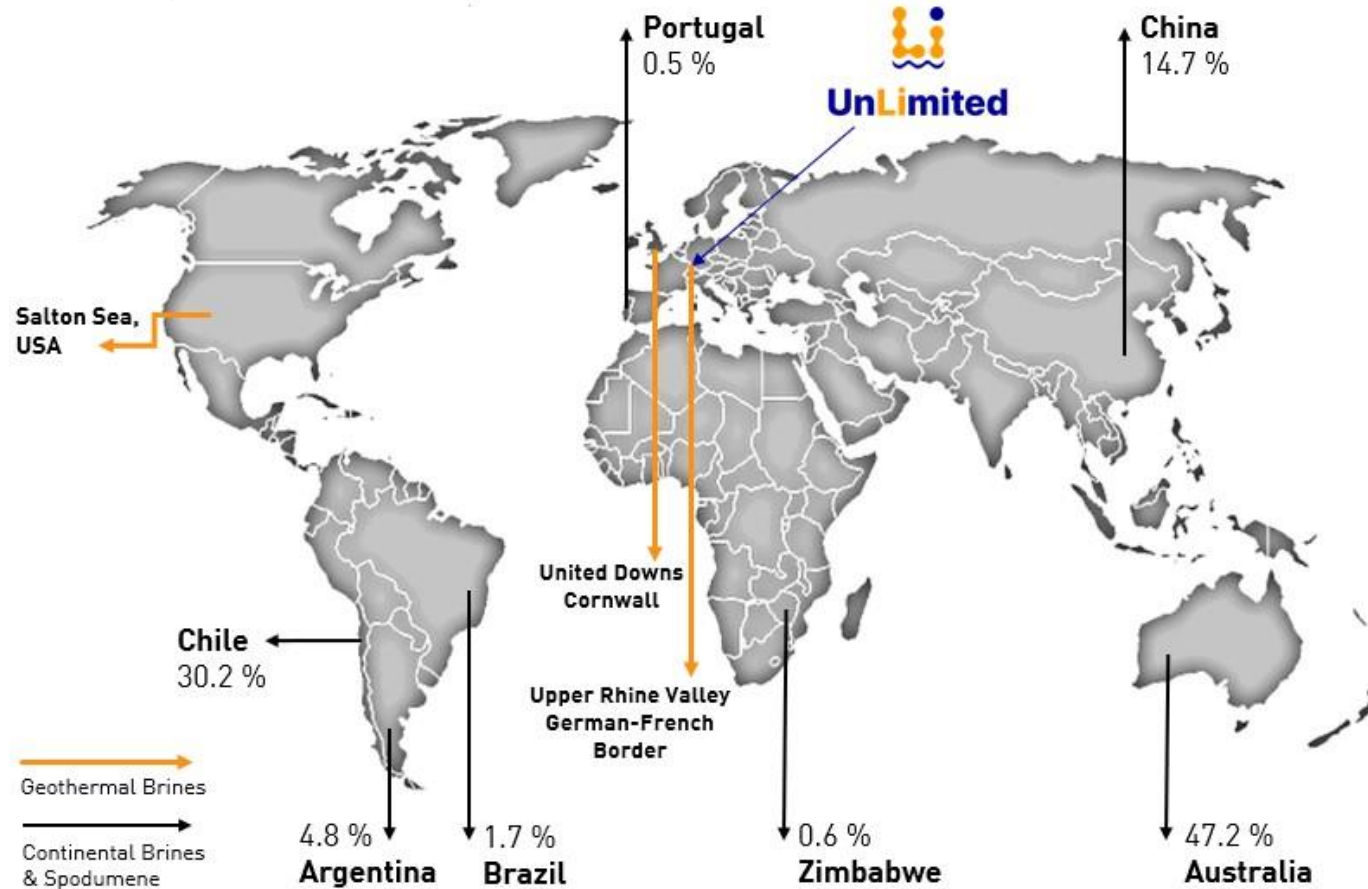 Portugal
0.5 %
Li
UnLimited
China
14.7 %
Salton Sea,
USA
United Downs
Cornwall
Chile
30.2 %
Upper Rhine Valley
German-French
Border
Geothermal Brines
Continental Brines
& Spodumene
4.8 %
Argentina
1.7 %
Brazil
0.6 %
Zimbabwe
47.2 %
Australia